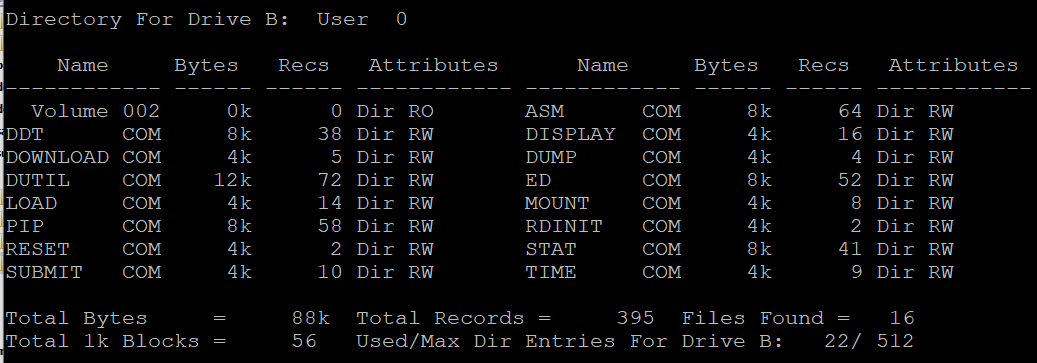 Directory For Drive B:  User  0
    Name     Bytes   Recs   Attributes      Name     Bytes   Recs   Attributes
------------ ------ ------ ------------ ------------ ------ ------ ------------
  Volume 002     0k      0 Dir RO       ASM      COM     8k     64 Dir RW
DDT      COM     8k     38 Dir RW       DISPLAY  COM     4k     16 Dir RW
DOWNLOAD COM     4k      5 Dir RW       DUMP     COM     4k      4 Dir RW
DUTIL    COM    12k     72 Dir RW       ED       COM     8k     52 Dir RW
LOAD     COM     4k     14 Dir RW       MOUNT    COM     4k      8 Dir RW
PIP      COM     8k     58 Dir RW       RDINIT   COM     4k      2 Dir RW
RESET    COM     4k      2 Dir RW       STAT     COM     8k     41 Dir RW
SUBMIT   COM     4k     10 Dir RW       TIME     COM     4k      9 Dir RW
Total Bytes     =     88k  Total Records =     395  Files Found =   16
Total 1k Blocks =     56   Used/Max Dir Entries For Drive B:   22/ 512